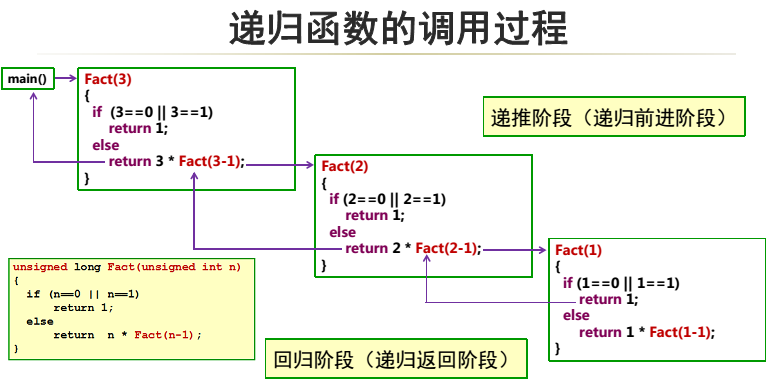 递归函数的调用过程
main()
Fact(3)
{
if (3==0 || 3==1)
return 1;
else
return 3 * Fact(3-1);
}
递推阶段（递归前进阶段）
Fact(2)
{
if (2==0 || 2==1)
return 1;
else
return 2 * Fact(2-1);
}
Fact(1)
{
if (1==0 || 1==1)
return 1;
else
return 1 * Fact(1-1);
}
unsigned long Fact(unsigned int n)
{
if (n==0 || n==1)
return 1;
else
return n * Fact(n-1);
}
回归阶段（递归返回阶段）